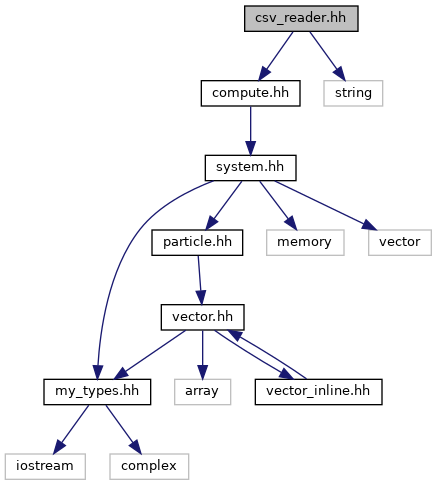 csv_reader.hh
compute.hh
string
system.hh
particle.hh
memory
vector
vector.hh
my_types.hh
array
vector_inline.hh
iostream
complex